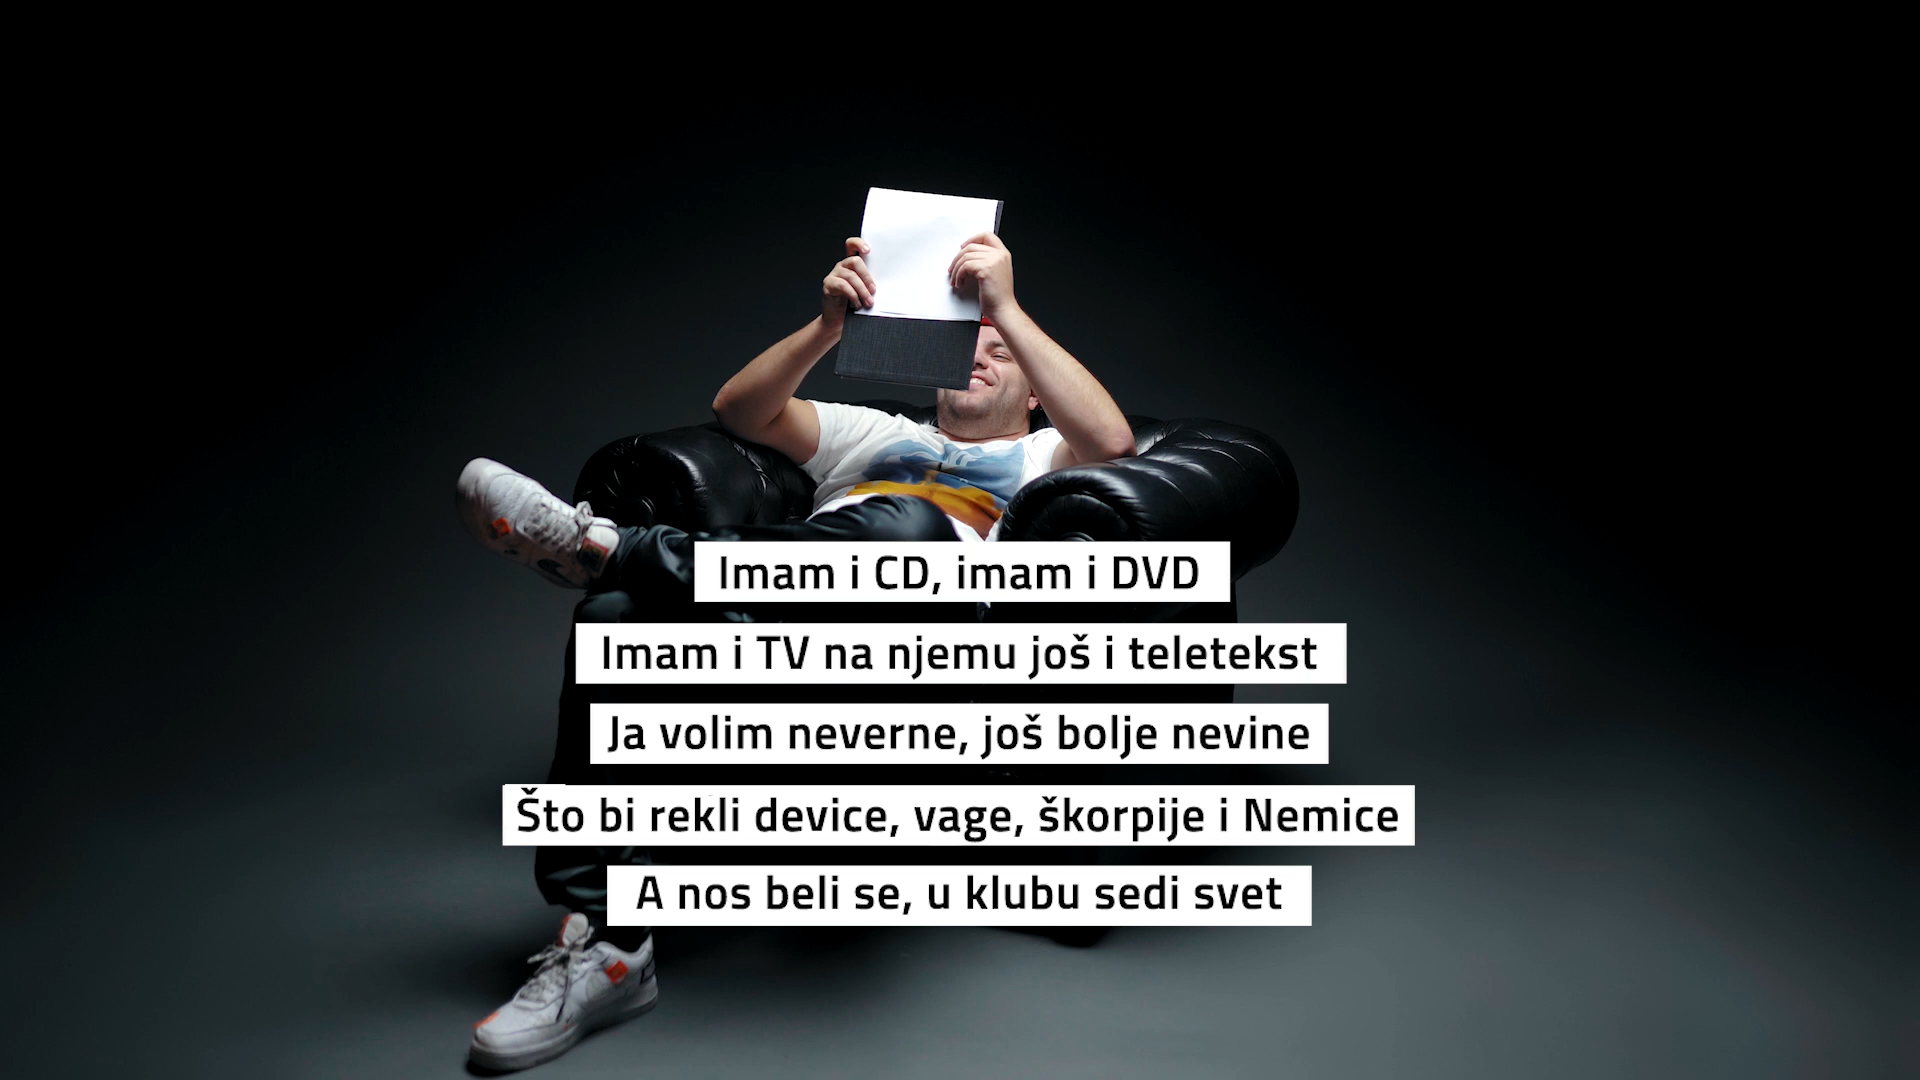 Imam i CD, imam i DVD
Imam i TV na njemu još i teletekst
Ja volim neverne, još bolje nevine
Što bi rekli device, vage, škorpije i Nemice
A nos beli se, u klubu sedi svet